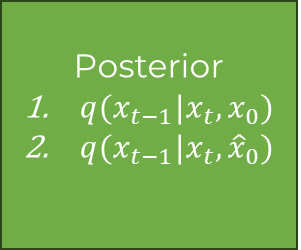 Posterior
1. q(x_{t−1}|x_t, x_0)
2. q(x_{t−1}|x_t, x̂_0)